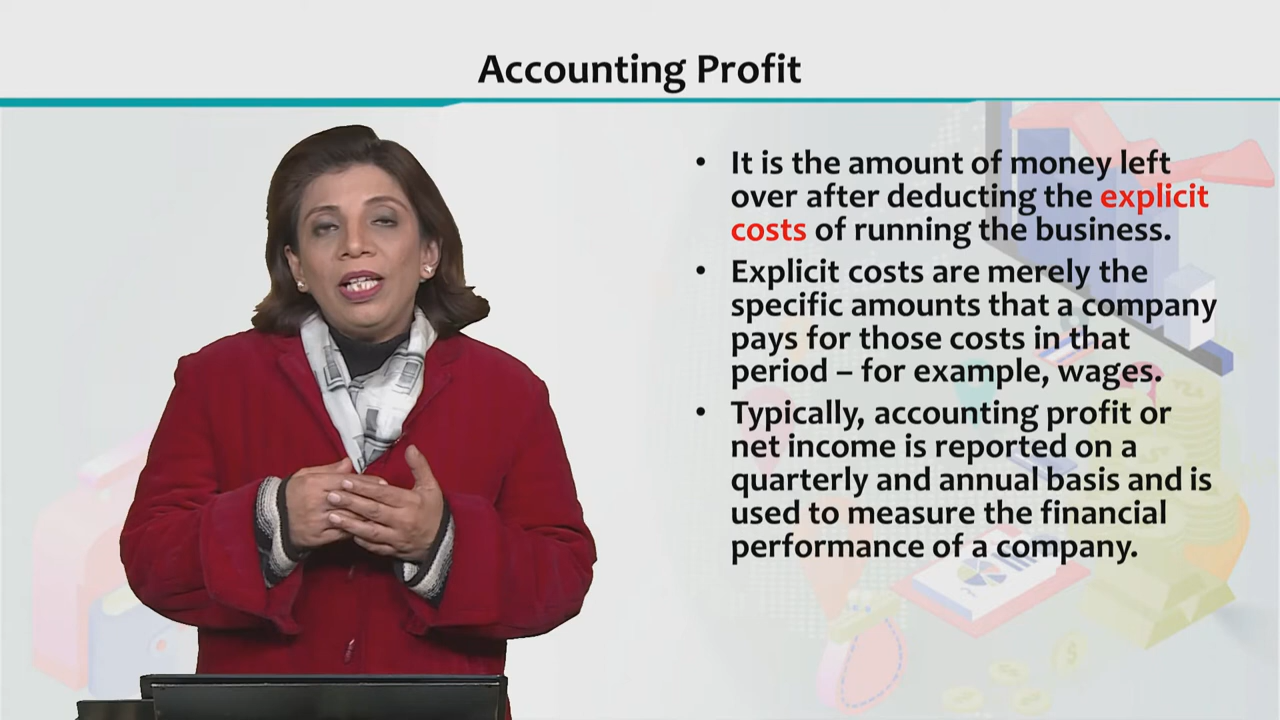 Accounting Profit
• It is the amount of money left
over after deducting the explicit
costs of running the business.
• Explicit costs are merely the
specific amounts that a company
pays for those costs in that
period – for example, wages.
• Typically, accounting profit or
net income is reported on a
quarterly and annual basis and is
used to measure the financial
performance of a company.